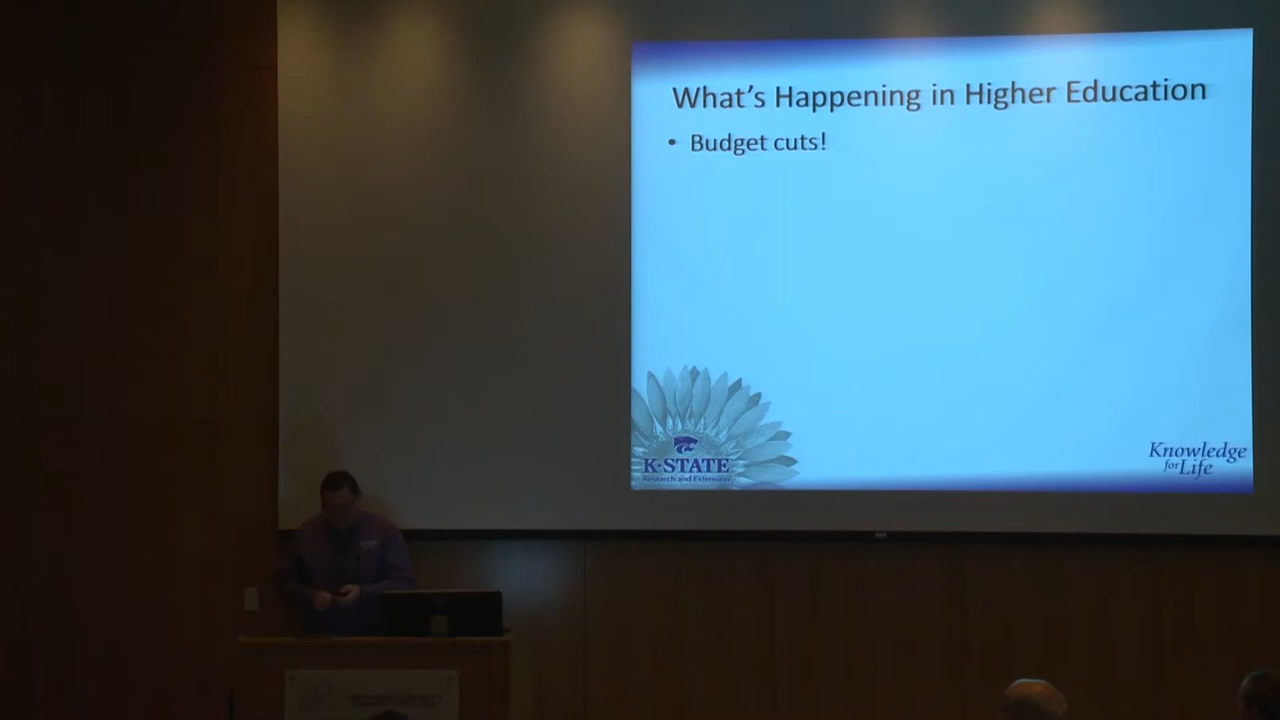 What's Happening in Higher Education
• Budget cuts!
K-STATE
Research and Extension
Knowledge
for Life